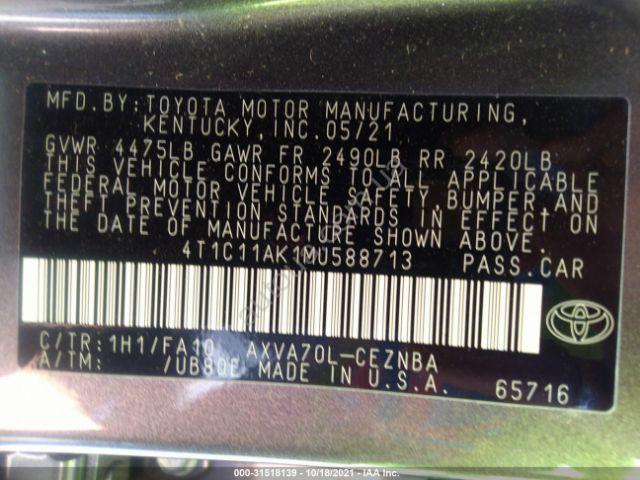 MFD.BY:TOYOTA MOTOR MANUFACTURING,
KENTUCKY,INC.05/21
GVWR 4475LB GAWR FR 2490LB RR 2420LB
THIS VEHICLE CONFORMS TO ALL APPLICABLE
FEDERAL MOTOR VEHICLE SAFETY,BUMPER,AND
THEFT PREVENTION STANDARDS IN EFFECT ON
THE DATE OF MANUFACTURE SHOWN ABOVE.
4T1C11AK1MU588713 PASS.CAR
C/TR:1H1/FA10 AXVA70L-CEZNBA
A/TM: /UB80E MADE IN U.S.A.
65716
000-31518139 - 10/18/2021 - IAA Inc.